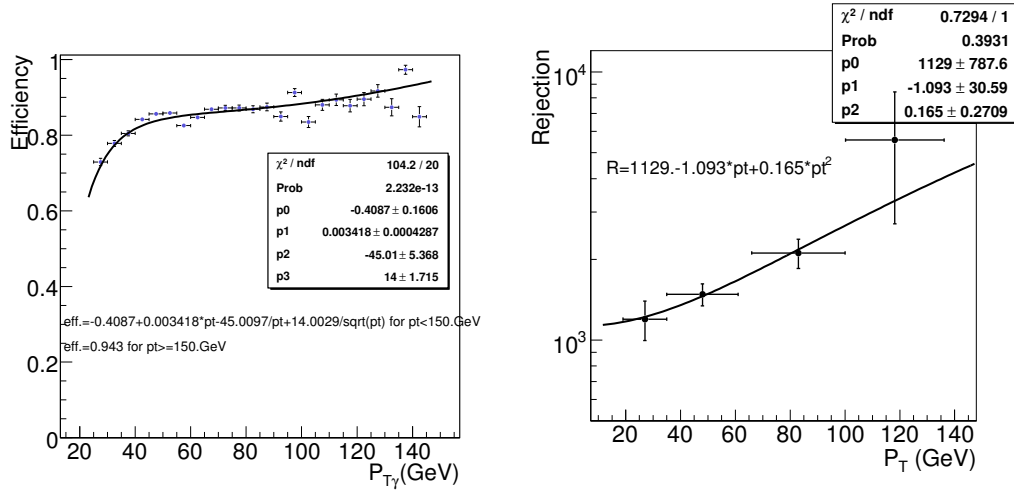 Efficiency
1
0.8
0.6
0.4
0.2
0
χ² / ndf 104.2 / 20
Prob 2.232e-13
p0 -0.4087 ± 0.1606
p1 0.003418 ± 0.0004287
p2 -45.01 ± 5.368
p3 14 ± 1.715
eff.=-0.4087+0.003418*pt-45.0097/pt+14.0029/sqrt(pt) for pt<150.GeV
eff.=0.943 for pt>=150.GeV
20 40 60 80 100 120 140
P_Tγ (GeV)
Rejection
10⁴
10³
χ² / ndf 0.7294 / 1
Prob 0.3931
p0 1129 ± 787.6
p1 -1.093 ± 30.59
p2 0.165 ± 0.2709
R=1129.-1.093*pt+0.165*pt²
20 40 60 80 100 120 140
P_T (GeV)